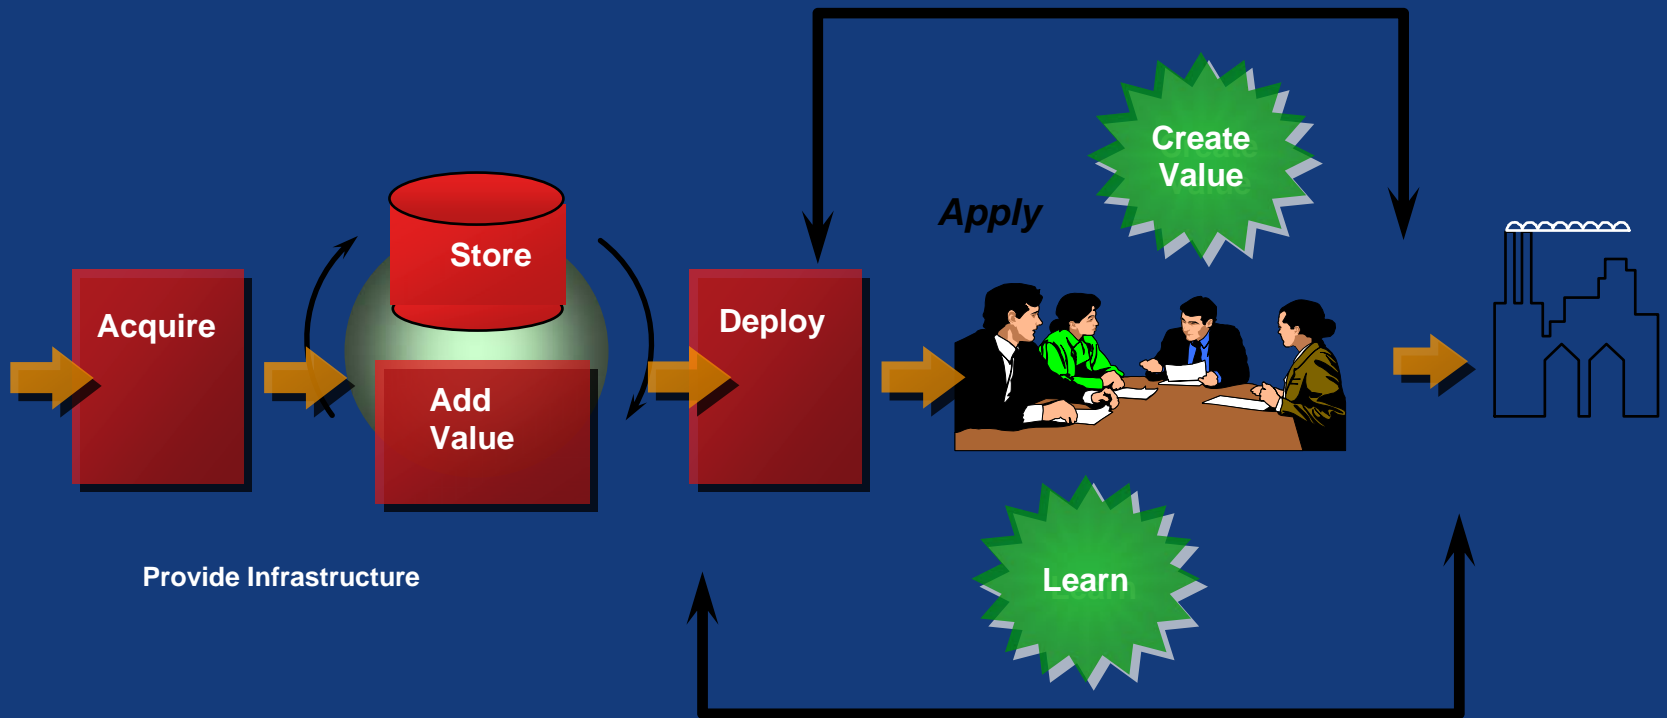 Create
Value
Apply
Store
Acquire
Deploy
Add
Value
Provide Infrastructure
Learn